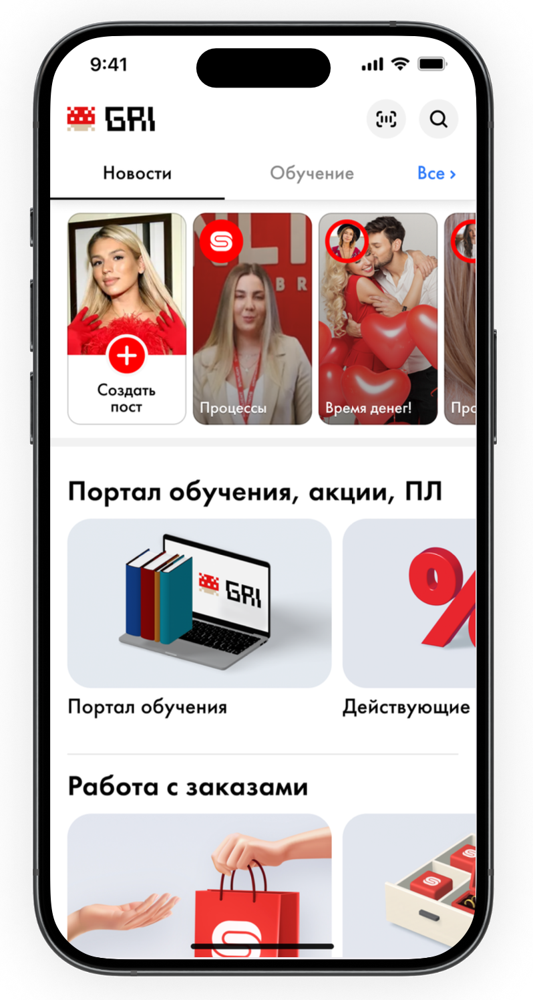 9:41
GRI
Новости
Обучение
Все ›
Создать
пост
Процессы
Время денег!
Портал обучения, акции, ПЛ
GRI
Портал обучения
Действующие
Работа с заказами